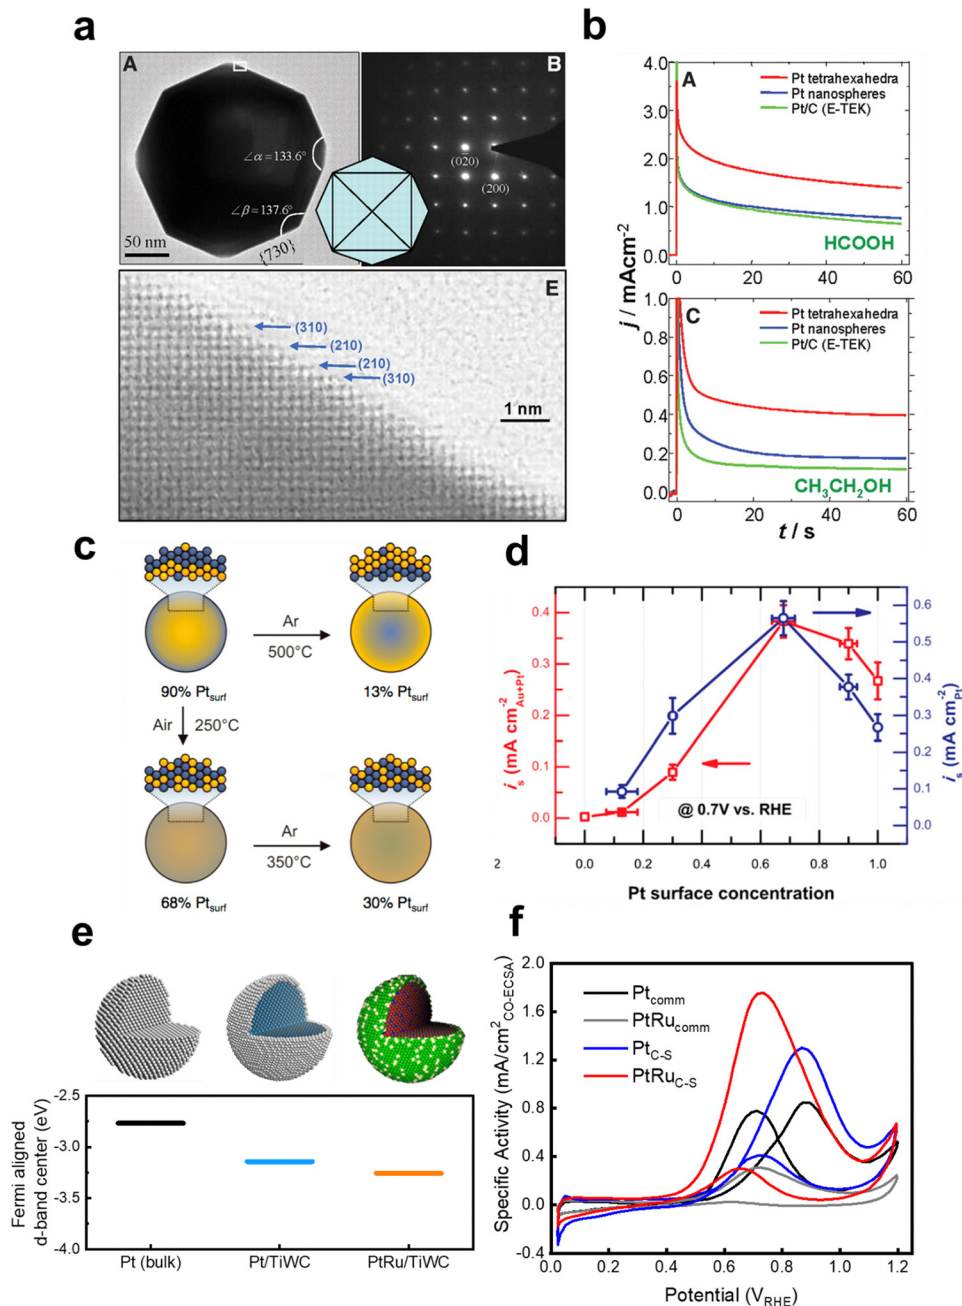 a
A
∠α=133.6°
∠β=137.6°
50 nm
{730}
B
(020)
(200)
E
(310)
(210)
(210)
(310)
1 nm
b
j / mAcm-2
A
Pt tetrahexahedra
Pt nanospheres
Pt/C (E-TEK)
HCOOH
4.0
3.0
2.0
1.0
0.0
0 20 40 60
C
Pt tetrahexahedra
Pt nanospheres
Pt/C (E-TEK)
CH3CH2OH
1.0
0.8
0.6
0.4
0.2
0.0
0 20 40 60
t / s
c
Ar
500°C
90% Ptsurf
13% Ptsurf
Air 250°C
Ar
350°C
68% Ptsurf
30% Ptsurf
d
is (mA cm-2Au+Pt)
0.4
0.3
0.2
0.1
0.0
is (mA cm-2Pt)
0.6
0.5
0.4
0.3
0.2
0.1
0.0
@ 0.7V vs. RHE
2
0.0 0.2 0.4 0.6 0.8 1.0
Pt surface concentration
e
Fermi aligned
d-band center (eV)
-2.5
-3.0
-3.5
-4.0
Pt (bulk) Pt/TiWC PtRu/TiWC
f
Specific Activity (mA/cm2CO-ECSA)
2.0
1.6
1.2
0.8
0.4
0.0
-0.4
Ptcomm
PtRucomm
PtC-S
PtRuC-S
0.0 0.2 0.4 0.6 0.8 1.0 1.2
Potential (VRHE)